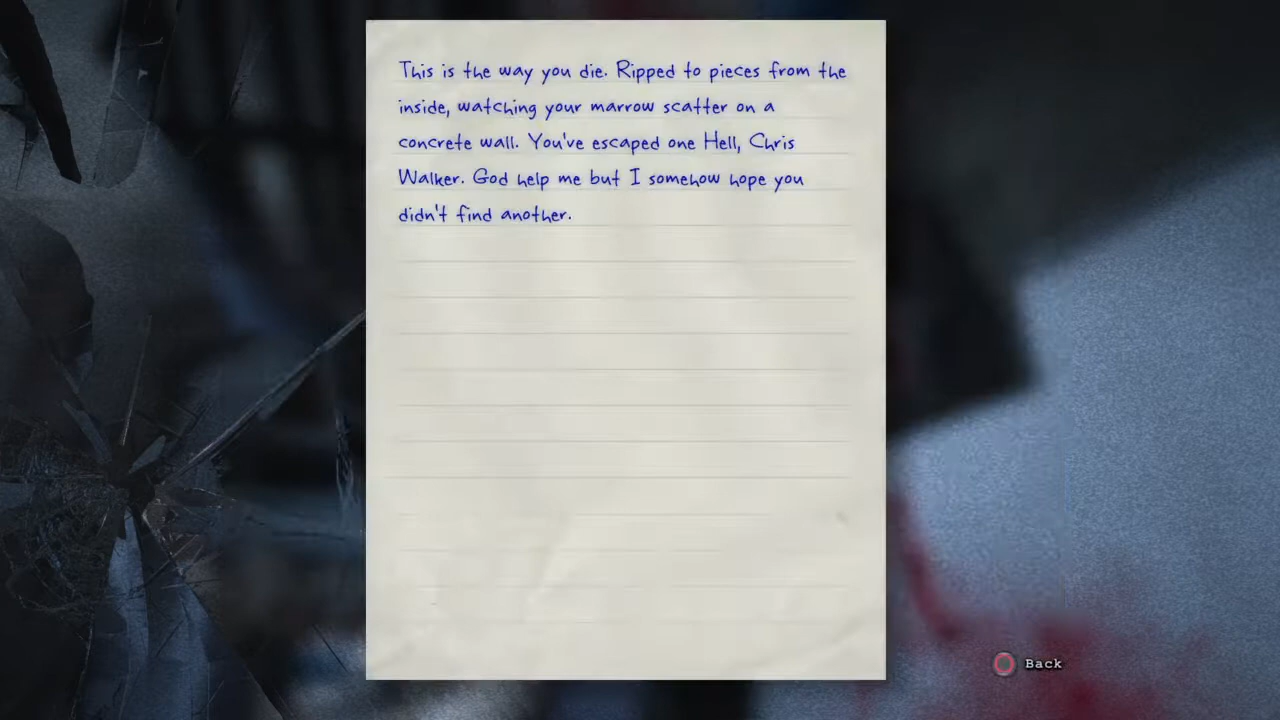 This is the way you die. Ripped to pieces from the
inside, watching your marrow scatter on a
concrete wall. You've escaped one Hell, Chris
Walker. God help me but I somehow hope you
didn't find another.
Back